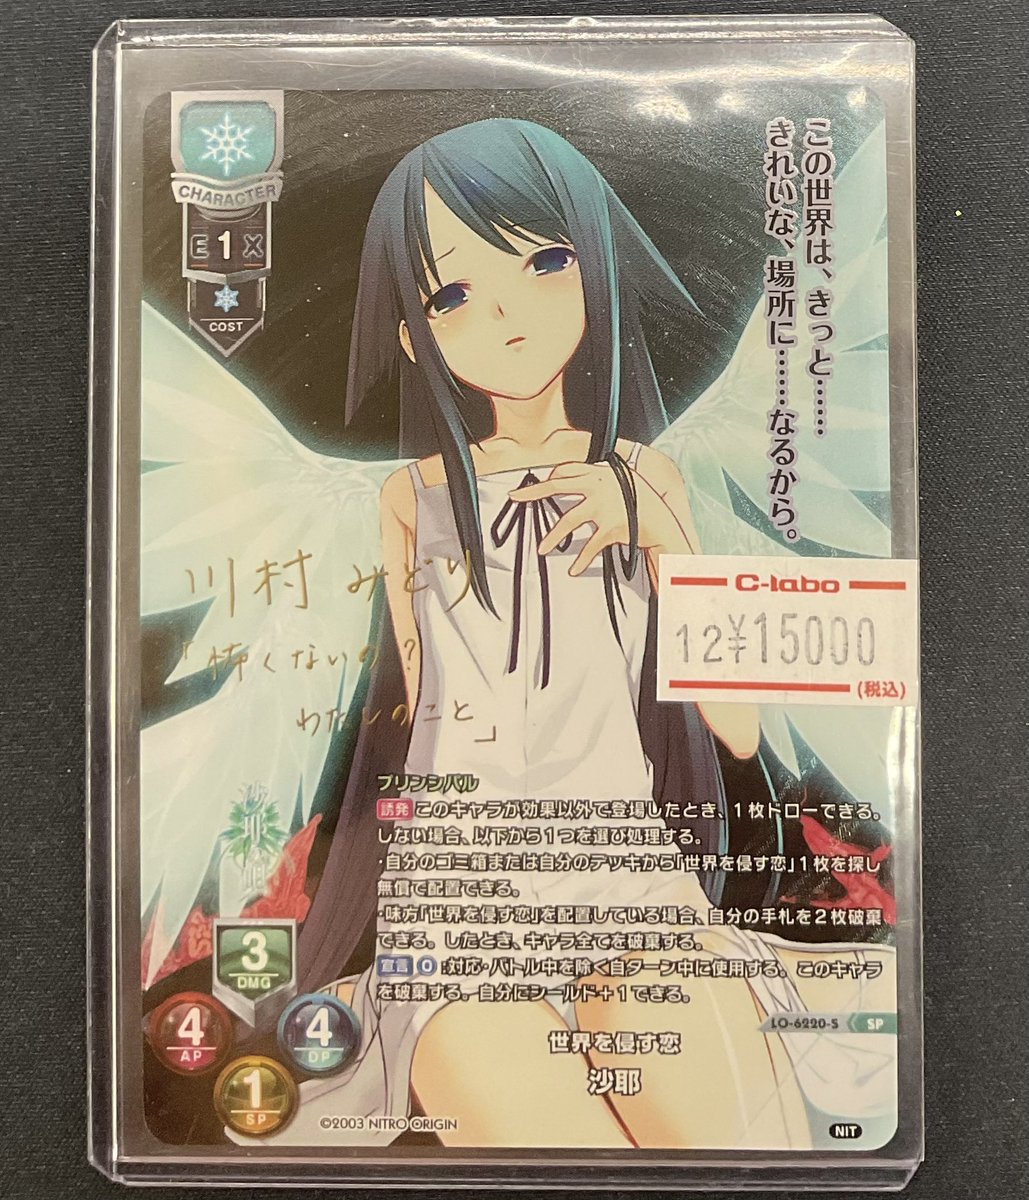 CHARACTER
E 1 X
COST
この世界は、きっと……
きれいな、場所に………なるから。
川村 みどり
「怖くないの?
わたしのこと」
C-labo
12¥15000
(税込)
プリンシパル
誘発 このキャラが効果以外で登場したとき、1枚ドローできる。
しない場合、以下から1つを選び処理する。
・自分のゴミ箱または自分のデッキから「世界を侵す恋」1枚を探し
無償で配置できる。
・味方「世界を侵す恋」を配置している場合、自分の手札を2枚破棄
できる。したとき、キャラ全てを破棄する。
宣言 0:対応・バトル中を除く自ターン中に使用する。このキャラ
を破棄する。自分にシールド+1できる。
沙耶の唄
3
DMG
4
AP
4
DP
1
SP
LO-6220-S SP
世界を侵す恋
沙耶
©2003 NITRO ORIGIN
NIT